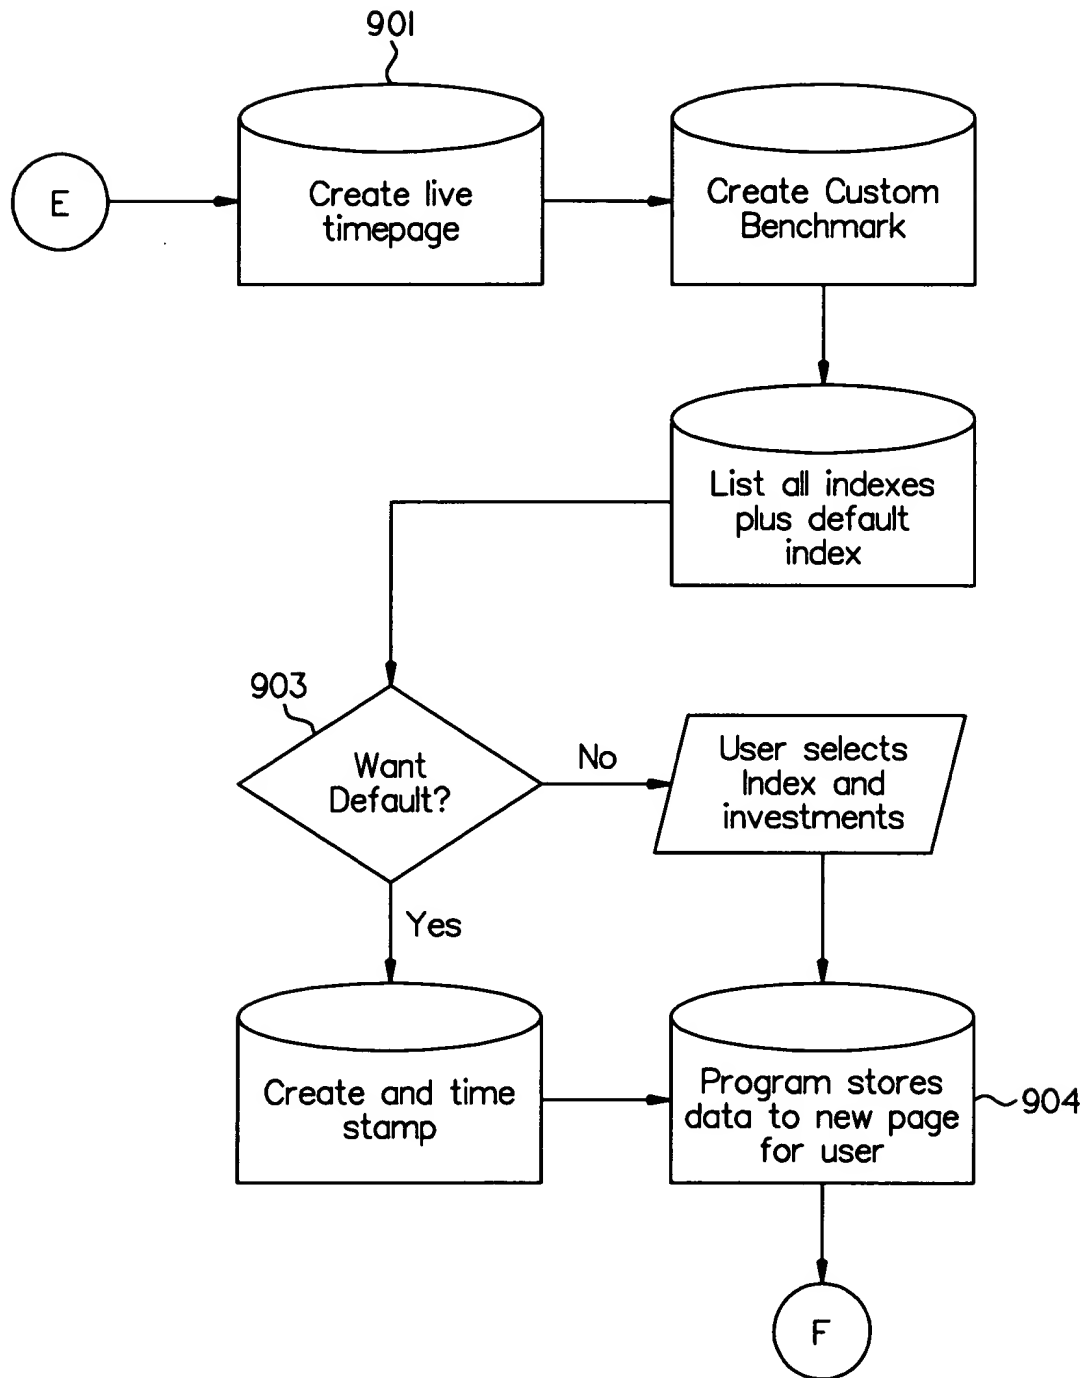 901
E
Create live
timepage
Create Custom
Benchmark
List all indexes
plus default
index
903
Want
Default?
No
User selects
Index and
investments
Yes
Create and time
stamp
Program stores
data to new page
for user
904
F